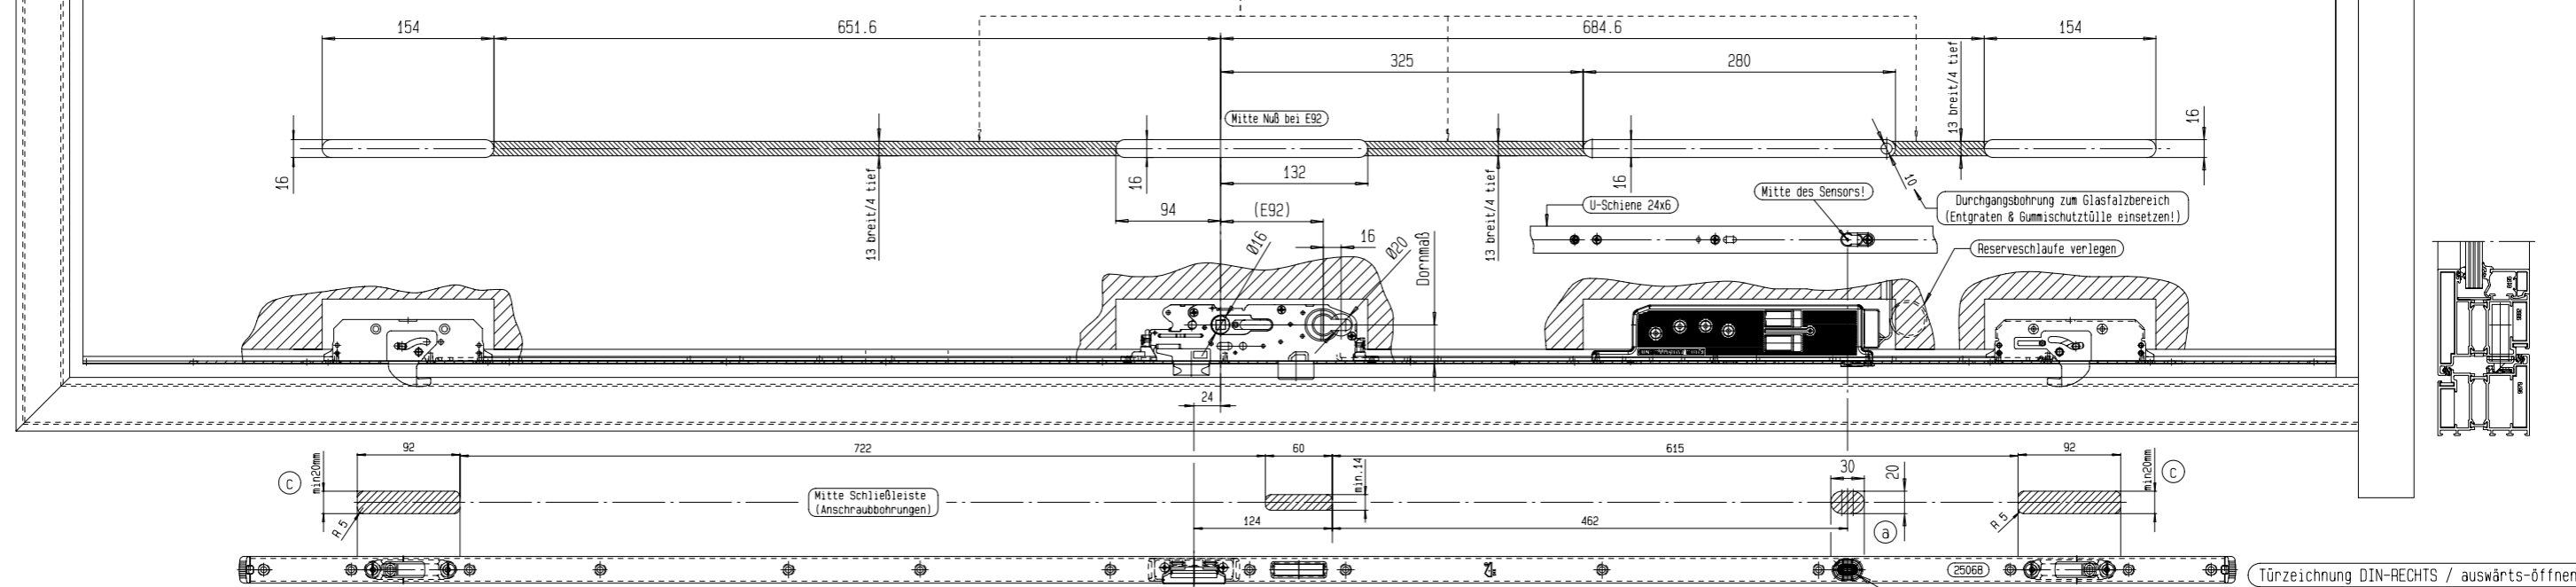 154
651.6
684.6
154
325
280
13 breit/4 tief
16
Mitte Nuß bei E92
16
13 breit/4 tief
16
132
13 breit/4 tief
16
10
Mitte des Sensors!
Durchgangsbohrung zum Glasfalzbereich
(Entgraten & Gummischutztülle einsetzen!)
94
(E92)
U-Schiene 24x6
Ø16
16
Ø20
Dornmaß
Reserveschlaufe verlegen
24
92
722
60
615
92
c
min20mm
min.14
30
20
min20mm
c
Mitte Schließleiste
(Anschraubbohrungen)
R 5
R 5
124
462
a
25068
Türzeichnung DIN-RECHTS / auswärts-öffne